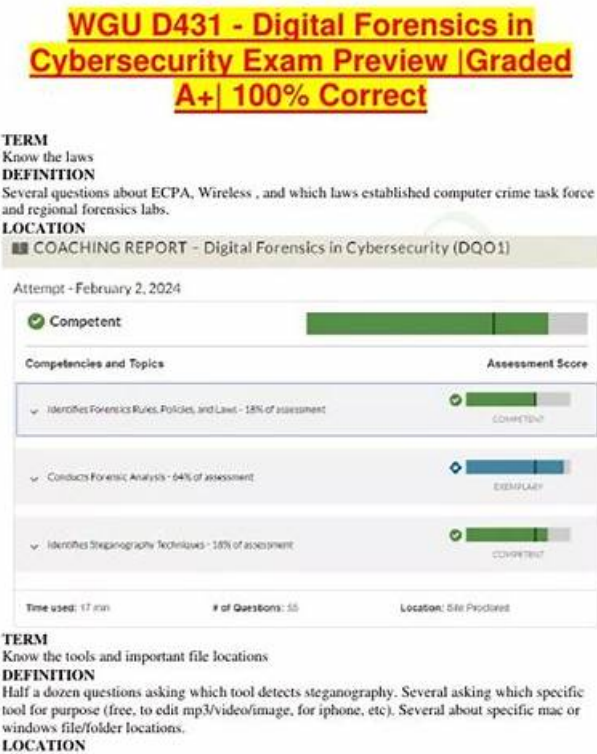 WGU D431 - Digital Forensics in
Cybersecurity Exam Preview |Graded
A+| 100% Correct
TERM
Know the laws
DEFINITION
Several questions about ECPA, Wireless , and which laws established computer crime task force
and regional forensics labs.
LOCATION
COACHING REPORT - Digital Forensics in Cybersecurity (DQO1)
Attempt - February 2, 2024
Competent
Competencies and Topics Assessment Score
Identifies Forensics Rules, Policies, and Laws - 18% of assessment
COMPETENT
Conducts Forensic Analysis - 64% of assessment
EXEMPLARY
Identifies Steganography Techniques - 18% of assessment
COMPETENT
Time used: 17 min # of Questions: 55 Location: Site Proctored
TERM
Know the tools and important file locations
DEFINITION
Half a dozen questions asking which tool detects steganography. Several asking which specific
tool for purpose (free, to edit mp3/video/image, for iphone, etc). Several about specific mac or
windows file/folder locations.
LOCATION